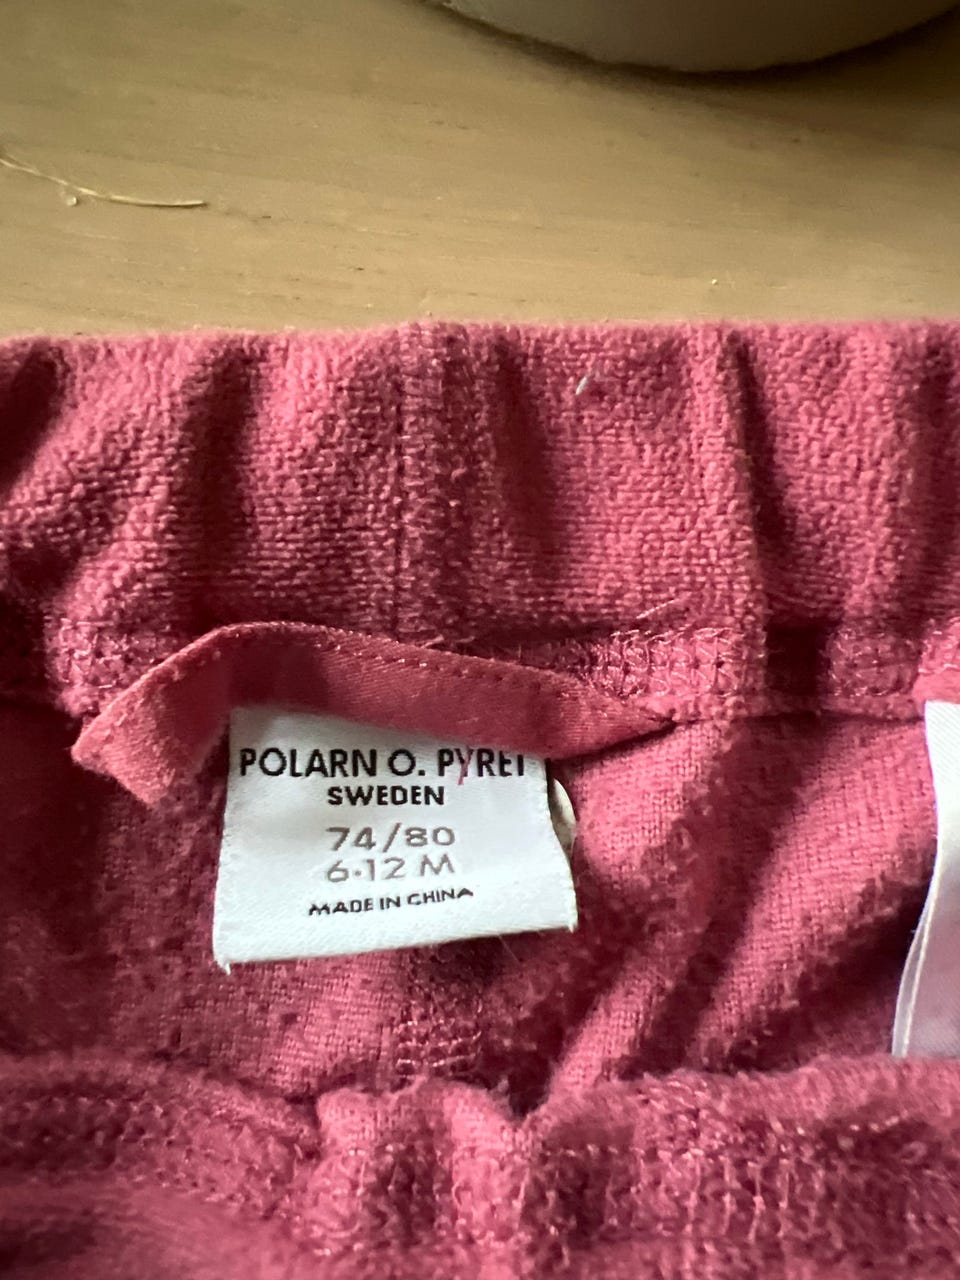 POLARN O. PYRET
SWEDEN
74/80
6•12 M
MADE IN CHINA